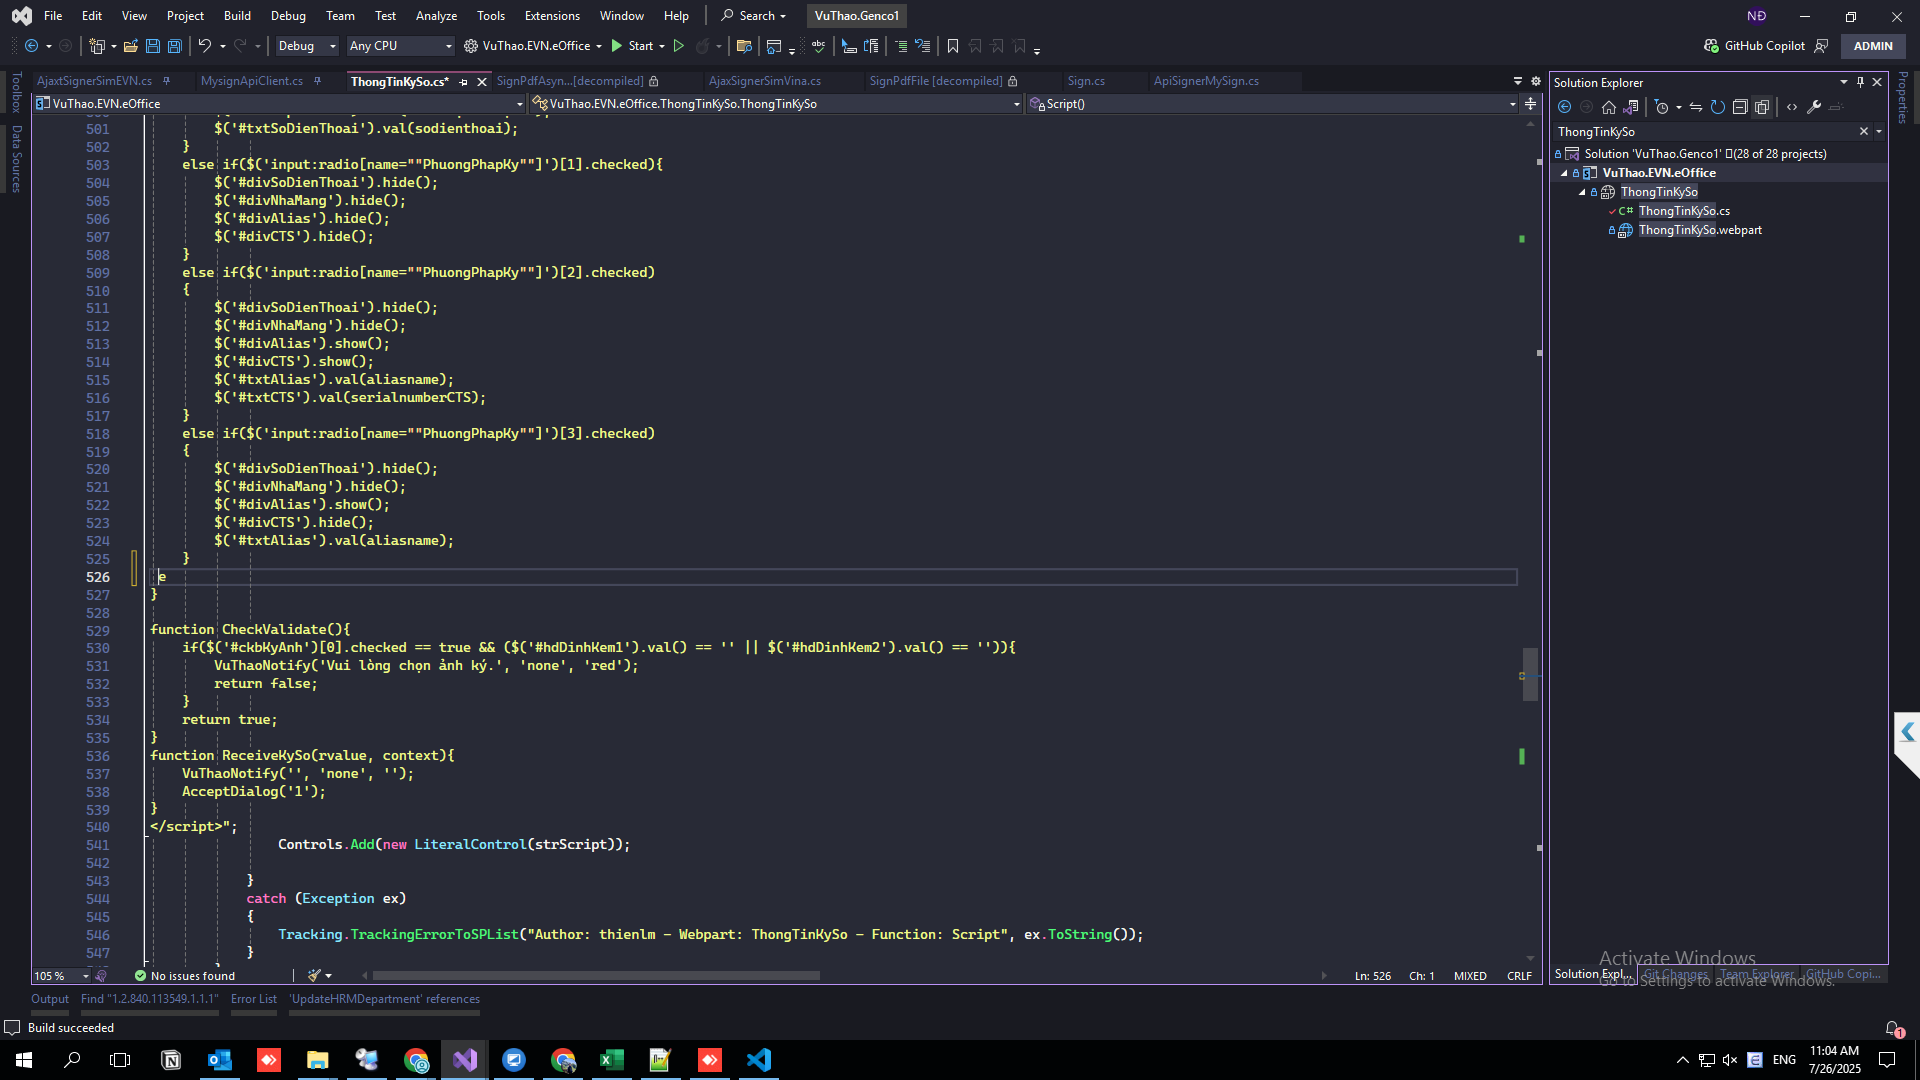 File Edit View Project Build Debug Team Test Analyze Tools Extensions Window Help Search VuThao.Genco1 NĐ
Debug Any CPU VuThao.EVN.eOffice Start GitHub Copilot ADMIN
AjaxtSignerSimEVN.cs MysignApiClient.cs ThongTinKySo.cs* SignPdfAsyn...[decompiled] AjaxSignerSimVina.cs SignPdfFile [decompiled] Sign.cs ApiSignerMySign.cs
VuThao.EVN.eOffice VuThao.EVN.eOffice.ThongTinKySo.ThongTinKySo Script()
Toolbox
Data Sources
501 $('#txtSoDienThoai').val(sodienthoai);
502 }
503 else if($('input:radio[name=""PhuongPhapKy""]')[1].checked){
504 $('#divSoDienThoai').hide();
505 $('#divNhaMang').hide();
506 $('#divAlias').hide();
507 $('#divCTS').hide();
508 }
509 else if($('input:radio[name=""PhuongPhapKy""]')[2].checked)
510 {
511 $('#divSoDienThoai').hide();
512 $('#divNhaMang').hide();
513 $('#divAlias').show();
514 $('#divCTS').show();
515 $('#txtAlias').val(aliasname);
516 $('#txtCTS').val(serialnumberCTS);
517 }
518 else if($('input:radio[name=""PhuongPhapKy""]')[3].checked)
519 {
520 $('#divSoDienThoai').hide();
521 $('#divNhaMang').hide();
522 $('#divAlias').show();
523 $('#divCTS').hide();
524 $('#txtAlias').val(aliasname);
525 }
526 e
527 }
528
529 function CheckValidate(){
530 if($('#ckbKyAnh')[0].checked == true && ($('#hdDinhKem1').val() == '' || $('#hdDinhKem2').val() == '')){
531 VuThaoNotify('Vui lòng chọn ảnh ký.', 'none', 'red');
532 return false;
533 }
534 return true;
535 }
536 function ReceiveKySo(rvalue, context){
537 VuThaoNotify('', 'none', '');
538 AcceptDialog('1');
539 }
540 </script>";
541 Controls.Add(new LiteralControl(strScript));
542
543 }
544 catch (Exception ex)
545 {
546 Tracking.TrackingErrorToSPList("Author: thienlm - Webpart: ThongTinKySo - Function: Script", ex.ToString());
547 }
105 % No issues found Ln: 526 Ch: 1 MIXED CRLF
Output Find "1.2.840.113549.1.1.1" Error List 'UpdateHRMDepartment' references
Build succeeded
Solution Explorer
ThongTinKySo
Solution 'VuThao.Genco1' (28 of 28 projects)
VuThao.EVN.eOffice
ThongTinKySo
C# ThongTinKySo.cs
ThongTinKySo.webpart
Properties
Activate Windows
Go to Settings to activate Windows.
Solution Expl... Git Changes Team Explorer GitHub Copi...
1
ENG 11:04 AM
7/26/2025